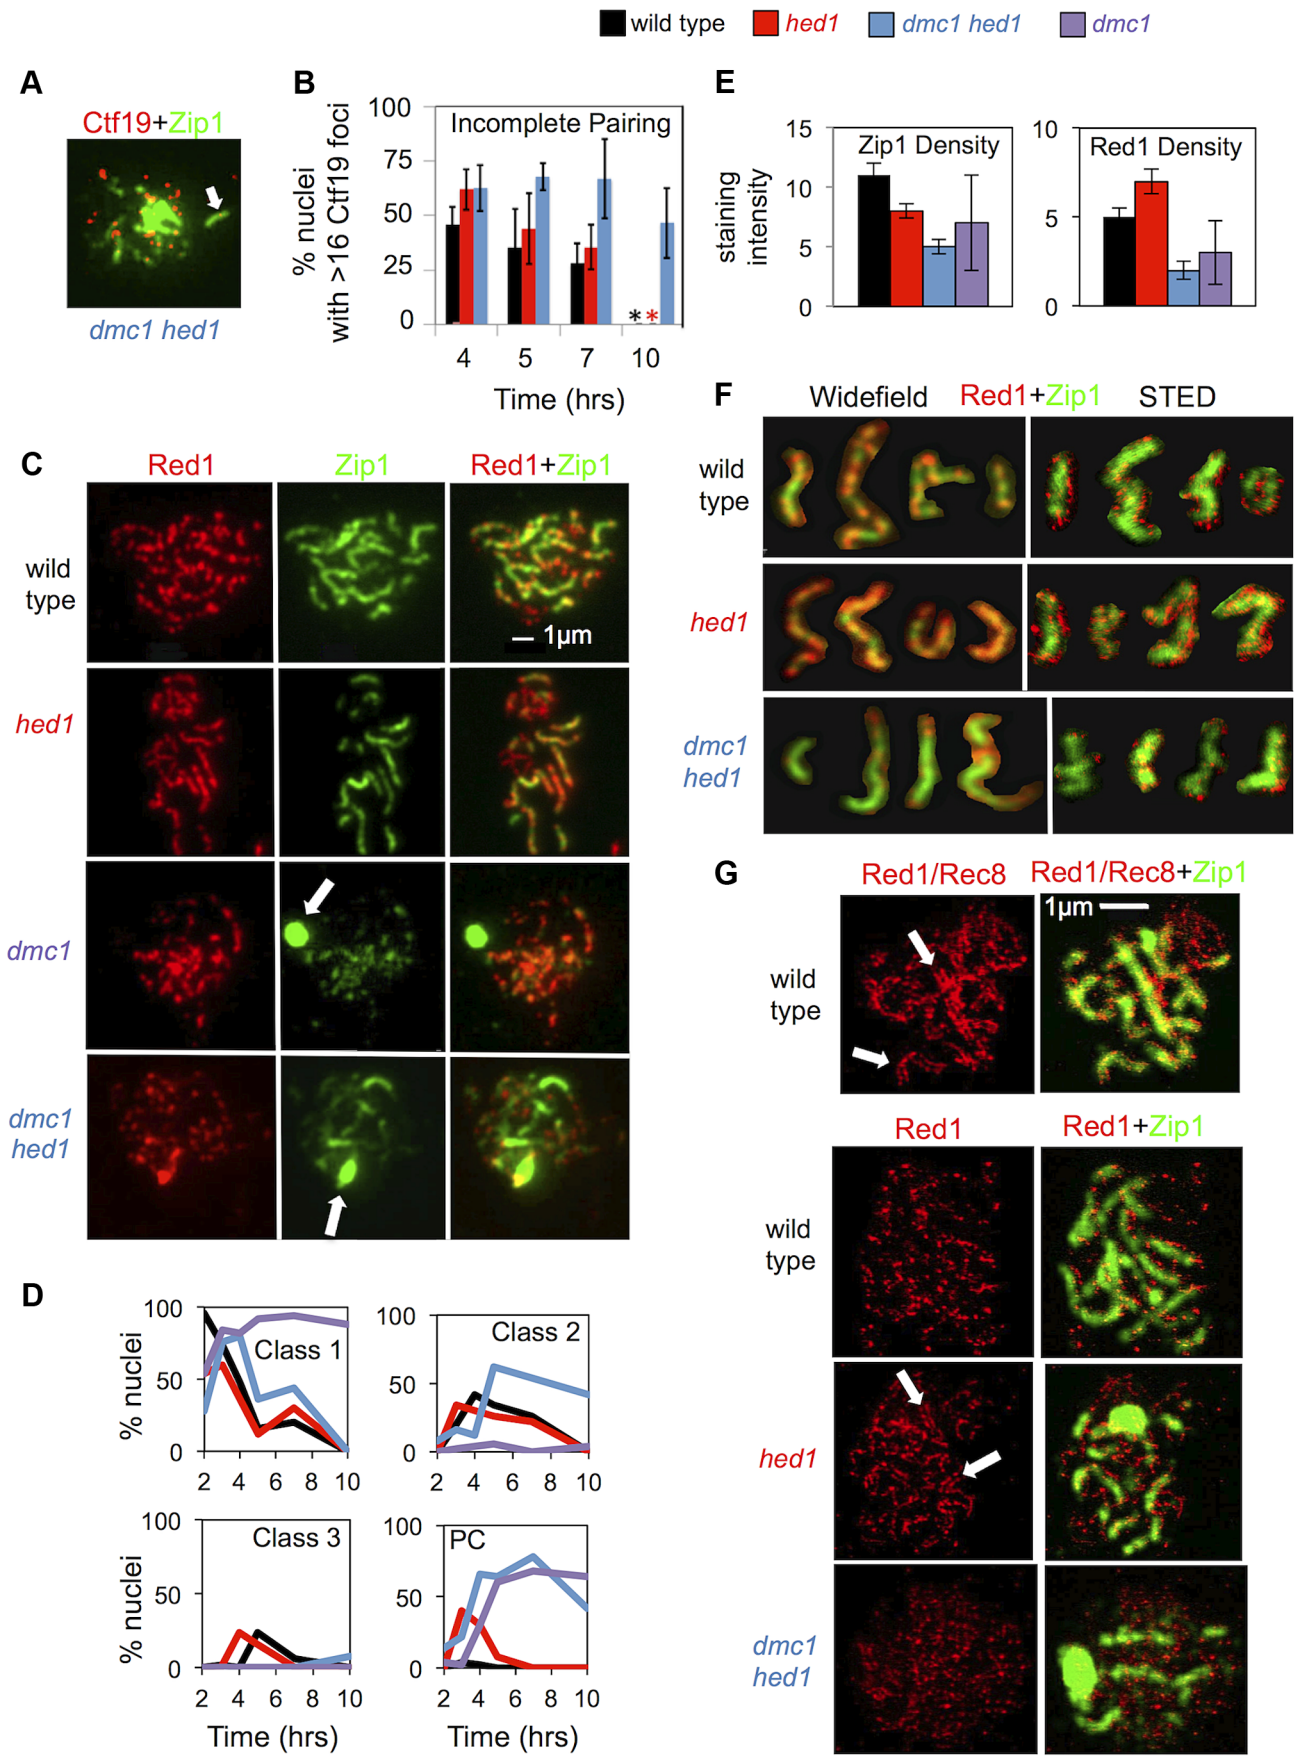 wild type hed1 dmc1 hed1 dmc1
A
Ctf19+Zip1
dmc1 hed1
B
% nuclei
with >16 Ctf19 foci
100
75
50
25
0
Incomplete Pairing
* *
4 5 7 10
Time (hrs)
C
Red1 Zip1 Red1+Zip1
wild
type
1µm
hed1
dmc1
dmc1
hed1
D
% nuclei
100
50
0
Class 1
2 4 6 8 10
100
50
0
Class 2
2 4 6 8 10
% nuclei
100
50
0
Class 3
2 4 6 8 10
Time (hrs)
100
50
0
PC
2 4 6 8 10
Time (hrs)
E
staining
intensity
15
10
5
0
Zip1 Density
10
5
0
Red1 Density
F
Widefield Red1+Zip1 STED
wild
type
hed1
dmc1
hed1
G
Red1/Rec8 Red1/Rec8+Zip1
1µm
wild
type
Red1 Red1+Zip1
wild
type
hed1
dmc1
hed1